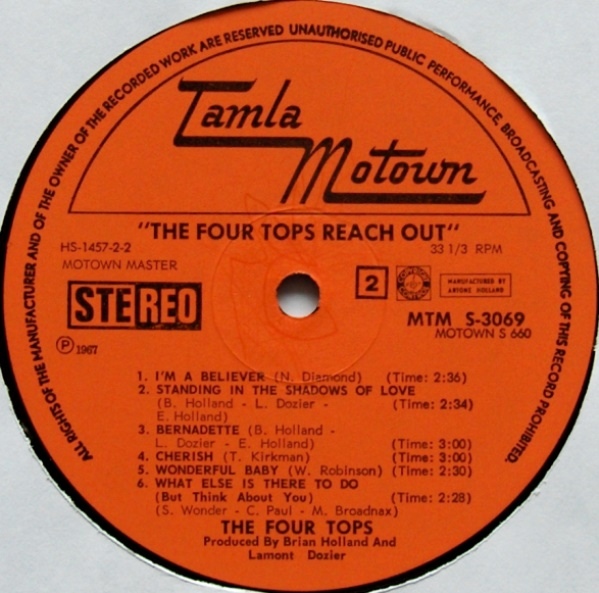 ALL RIGHTS OF THE MANUFACTURER AND OF THE OWNER OF THE RECORDED WORK ARE RESERVED UNAUTHORISED PUBLIC PERFORMANCE, BROADCASTING AND COPYING OF THIS RECORD PROHIBITED.
Tamla
Motown
"THE FOUR TOPS REACH OUT"
HS-1457-2-2
33 1/3 RPM
MOTOWN MASTER
STEREO
2
MANUFACTURED BY
ARTONE HOLLAND
MTM S-3069
MOTOWN S 660
Ⓟ 1967
1. I'M A BELIEVER (N. Diamond) (Time: 2:36)
2. STANDING IN THE SHADOWS OF LOVE
(B. Holland - L. Dozier - (Time: 2:34)
E. Holland)
3. BERNADETTE (B. Holland -
L. Dozier - E. Holland) (Time: 3:00)
4. CHERISH (T. Kirkman) (Time: 3:00)
5. WONDERFUL BABY (W. Robinson) (Time: 2:30)
6. WHAT ELSE IS THERE TO DO
(But Think About You) (Time: 2:28)
(S. Wonder - C. Paul - M. Broadnax)
THE FOUR TOPS
Produced By Brian Holland And
Lamont Dozier